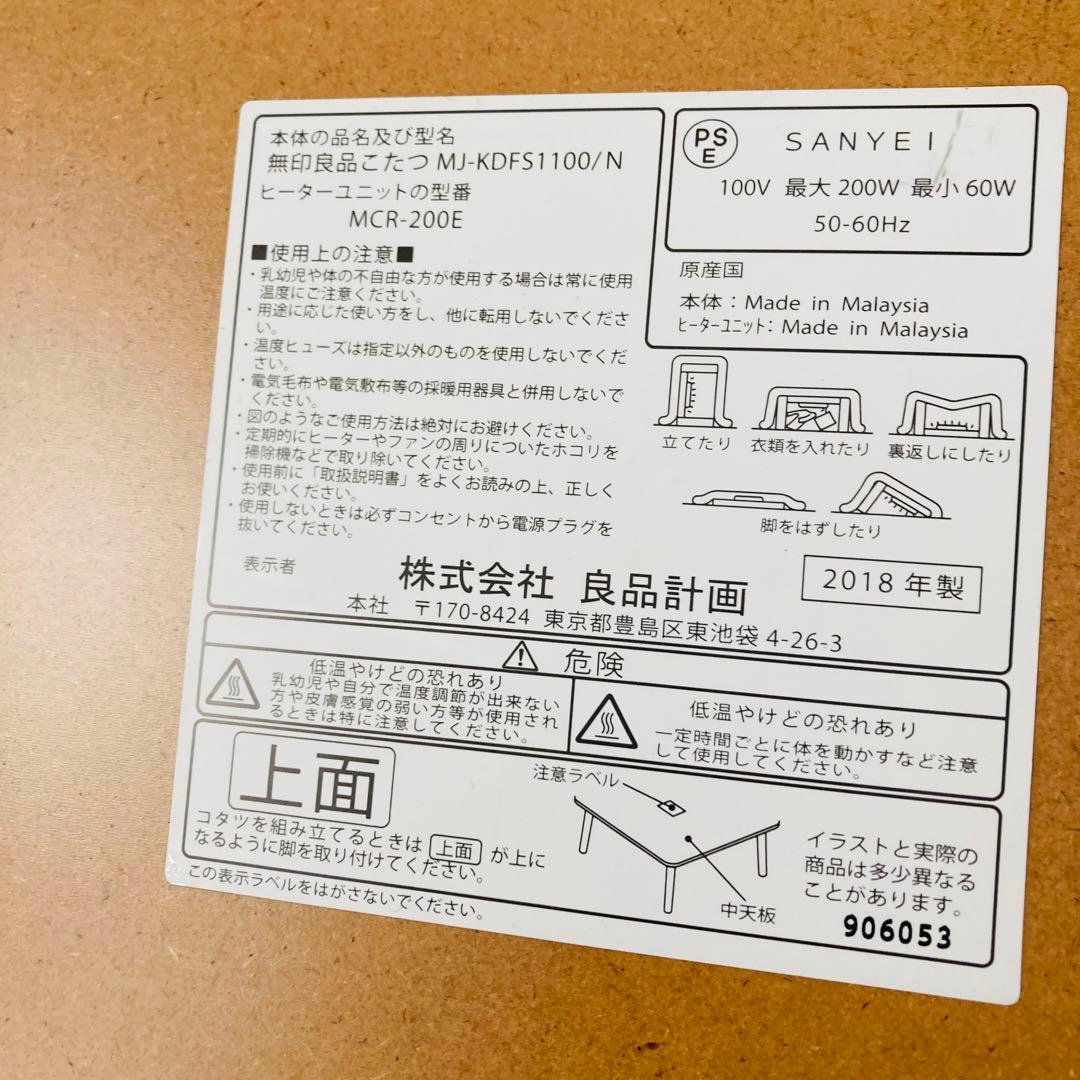 本体の品名及び型名
無印良品こたつ MJ-KDFS1100/N
ヒーターユニットの型番
MCR-200E
■使用上の注意■
・乳幼児や体の不自由な方が使用する場合は常に使用
温度にご注意ください。
・用途に応じた使い方をし、他に転用しないでくださ
い。
・温度ヒューズは指定以外のものを使用しないでくだ
さい。
・電気毛布や電気敷布等の採暖用器具と併用しないで
ください。
・図のようなご使用方法は絶対にお避けください。
・定期的にヒーターやファンの周りについたホコリを
掃除機などで取り除いてください。
・使用前に「取扱説明書」をよくお読みの上、正しく
お使いください。
・使用しないときは必ずコンセントから電源プラグを
抜いてください。
PSE
SANYEI
100V 最大 200W 最小 60W
50-60Hz
原産国
本体：Made in Malaysia
ﾋｰﾀｰﾕﾆｯﾄ：Made in Malaysia
立てたり
衣類を入れたり
裏返しにしたり
脚をはずしたり
表示者
株式会社 良品計画
2018 年製
本社 〒170-8424 東京都豊島区東池袋 4-26-3
危険
低温やけどの恐れあり
乳幼児や自分で温度調節が出来ない
方や皮膚感覚の弱い方等が使用され
るときは特に注意してください。
低温やけどの恐れあり
一定時間ごとに体を動かすなど注意
して使用してください。
上面
コタツを組み立てるときは 上面 が上に
なるように脚を取り付けてください。
注意ラベル
中天板
イラストと実際の
商品は多少異なる
ことがあります。
906053
この表示ラベルをはがさないでください。